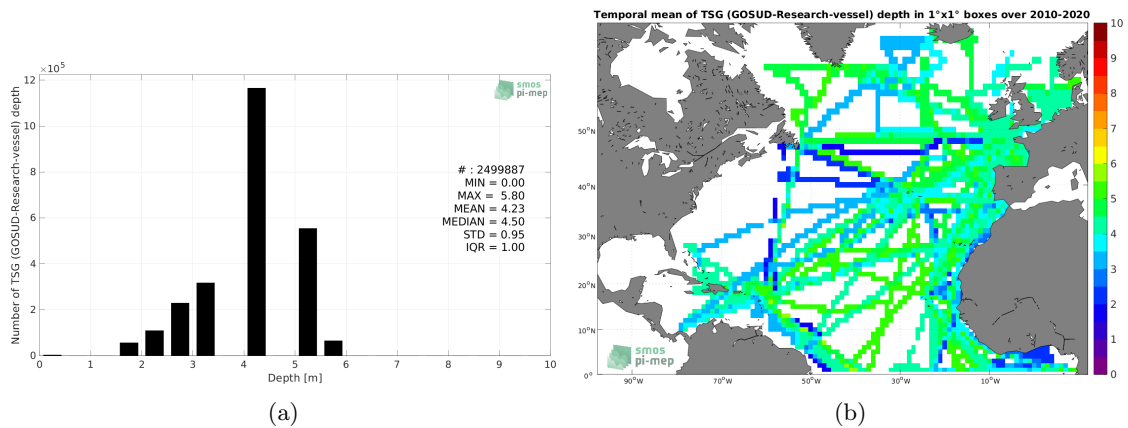 ×10⁵
12
10
8
6
4
2
0
Number of TSG (GOSUD-Research-vessel) depth
smos
pi-mep
# : 2499887
MIN = 0.00
MAX = 5.80
MEAN = 4.23
MEDIAN = 4.50
STD = 0.95
IQR = 1.00
0 1 2 3 4 5 6 7 8 9 10
Depth [m]
(a)
Temporal mean of TSG (GOSUD-Research-vessel) depth in 1°x1° boxes over 2010-2020
50°N
40°N
30°N
20°N
10°N
0°
90°W 70°W 50°W 30°W 10°W
smos
pi-mep
10
9
8
7
6
5
4
3
2
1
0
(b)